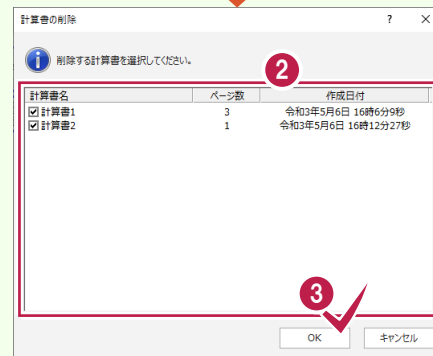 計算書の削除 ? ×
削除する計算書を選択してください。
2
計算書名 ページ数 作成日付
計算書1 3 令和3年5月6日 16時6分9秒
計算書2 1 令和3年5月6日 16時12分27秒
3
OK キャンセル